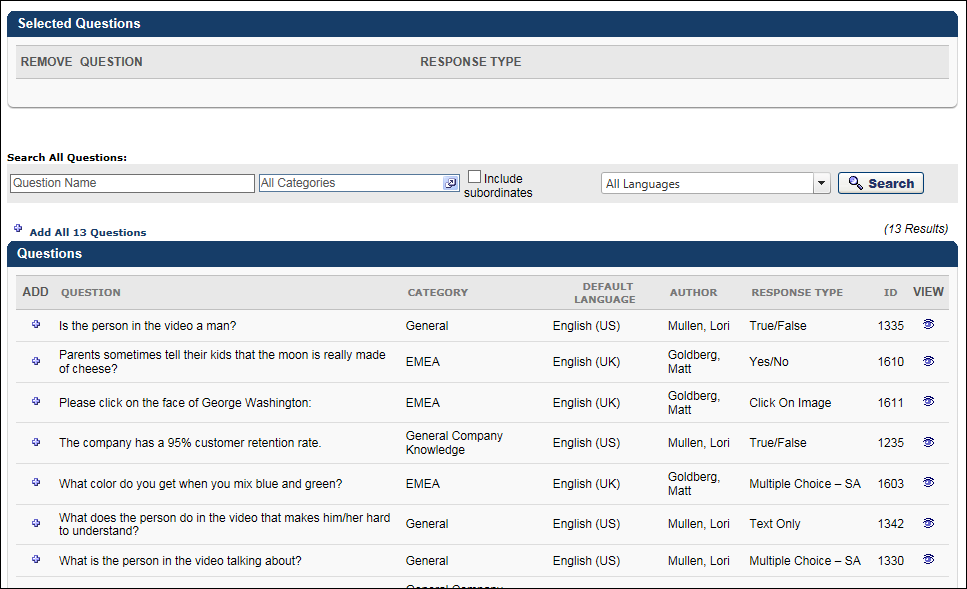 Selected Questions
REMOVE QUESTION RESPONSE TYPE
Search All Questions:
Question Name All Categories Include subordinates All Languages Search
Add All 13 Questions (13 Results)
Questions
ADD QUESTION CATEGORY DEFAULT LANGUAGE AUTHOR RESPONSE TYPE ID VIEW
Is the person in the video a man? General English (US) Mullen, Lori True/False 1335
Parents sometimes tell their kids that the moon is really made of cheese? EMEA English (UK) Goldberg, Matt Yes/No 1610
Please click on the face of George Washington: EMEA English (UK) Goldberg, Matt Click On Image 1611
The company has a 95% customer retention rate. General Company Knowledge English (US) Mullen, Lori True/False 1235
What color do you get when you mix blue and green? EMEA English (UK) Goldberg, Matt Multiple Choice – SA 1603
What does the person do in the video that makes him/her hard to understand? General English (US) Mullen, Lori Text Only 1342
What is the person in the video talking about? General English (US) Mullen, Lori Multiple Choice – SA 1330
General Company